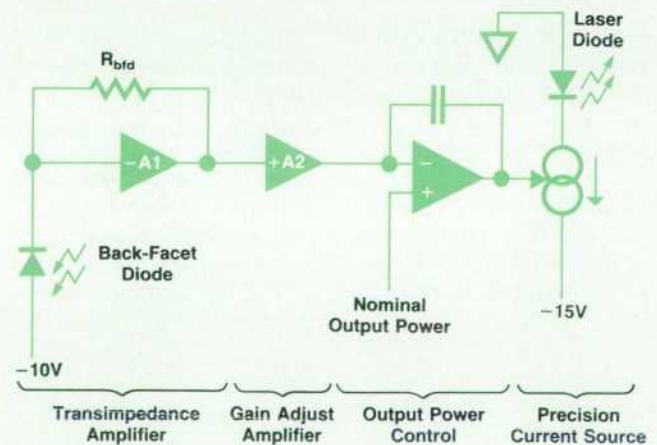 Laser
Diode
Rbfd
−A1
+A2
−
+
Back-Facet
Diode
Nominal
Output Power
−15V
−10V
Transimpedance
Amplifier
Gain Adjust
Amplifier
Output Power
Control
Precision
Current Source